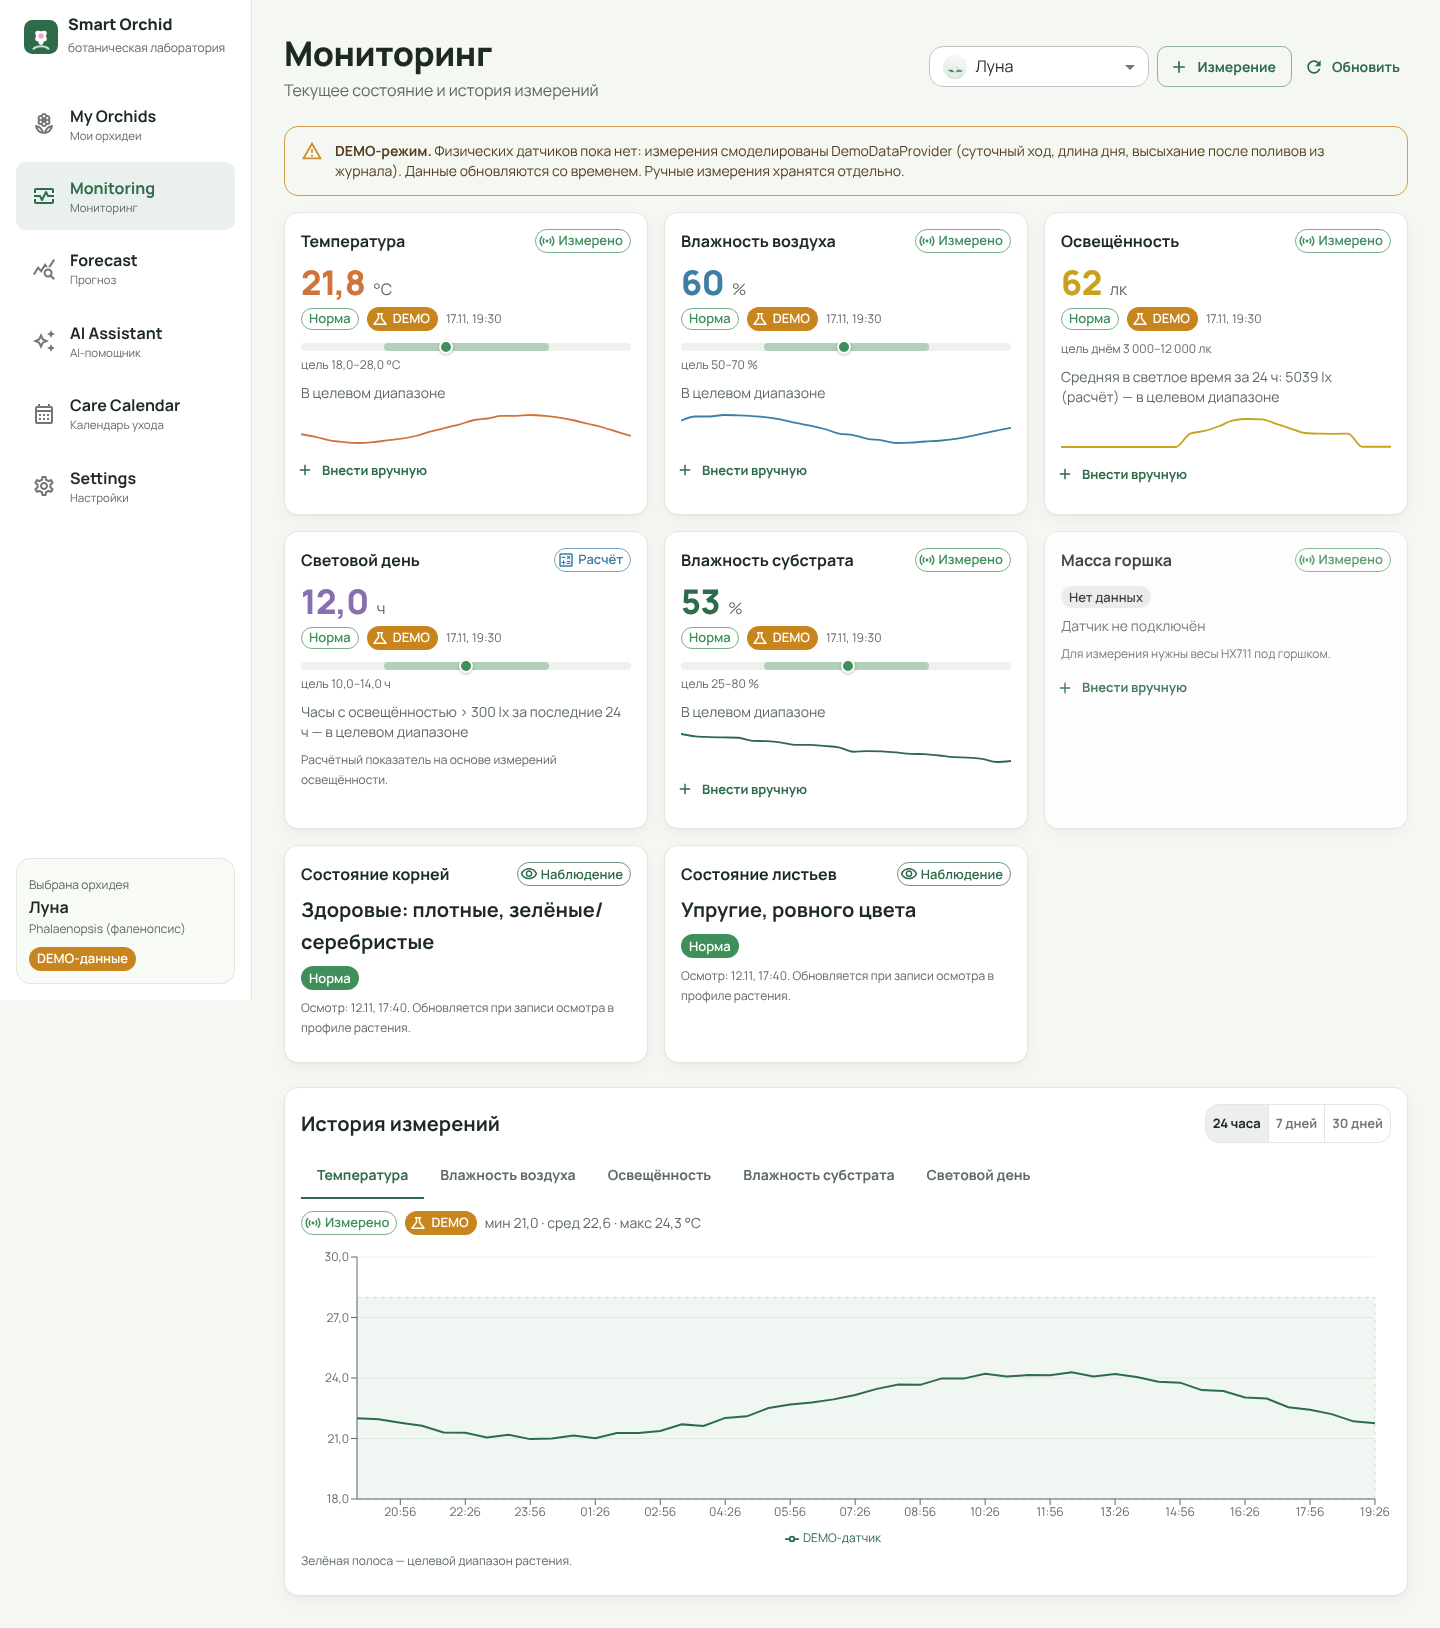 Smart Orchid
ботаническая лаборатория
My Orchids
Мои орхидеи
Monitoring
Мониторинг
Forecast
Прогноз
AI Assistant
AI-помощник
Care Calendar
Календарь ухода
Settings
Настройки
Выбрана орхидея
Луна
Phalaenopsis (фаленопсис)
DEMO-данные
Мониторинг
Текущее состояние и история измерений
Луна
Измерение
Обновить
DEMO-режим. Физических датчиков пока нет: измерения смоделированы DemoDataProvider (суточный ход, длина дня, высыхание после поливов из
журнала). Данные обновляются со временем. Ручные измерения хранятся отдельно.
Температура
Измерено
21,8 °C
Норма DEMO 17.11, 19:30
цель 18,0–28,0 °C
В целевом диапазоне
Внести вручную
Влажность воздуха
Измерено
60 %
Норма DEMO 17.11, 19:30
цель 50–70 %
В целевом диапазоне
Внести вручную
Освещённость
Измерено
62 лк
Норма DEMO 17.11, 19:30
цель днём 3 000–12 000 лк
Средняя в светлое время за 24 ч: 5039 lx
(расчёт) — в целевом диапазоне
Внести вручную
Световой день
Расчёт
12,0 ч
Норма DEMO 17.11, 19:30
цель 10,0–14,0 ч
Часы с освещённостью > 300 lx за последние 24
ч — в целевом диапазоне
Расчётный показатель на основе измерений
освещённости.
Влажность субстрата
Измерено
53 %
Норма DEMO 17.11, 19:30
цель 25–80 %
В целевом диапазоне
Внести вручную
Масса горшка
Измерено
Нет данных
Датчик не подключён
Для измерения нужны весы HX711 под горшком.
Внести вручную
Состояние корней
Наблюдение
Здоровые: плотные, зелёные/
серебристые
Норма
Осмотр: 12.11, 17:40. Обновляется при записи осмотра в
профиле растения.
Состояние листьев
Наблюдение
Упругие, ровного цвета
Норма
Осмотр: 12.11, 17:40. Обновляется при записи осмотра в
профиле растения.
История измерений
24 часа 7 дней 30 дней
Температура Влажность воздуха Освещённость Влажность субстрата Световой день
Измерено DEMO мин 21,0 · сред 22,6 · макс 24,3 °C
30,0
27,0
24,0
21,0
18,0
20:56 22:26 23:56 01:26 02:56 04:26 05:56 07:26 08:56 10:26 11:56 13:26 14:56 16:26 17:56 19:26
DEMO-датчик
Зелёная полоса — целевой диапазон растения.